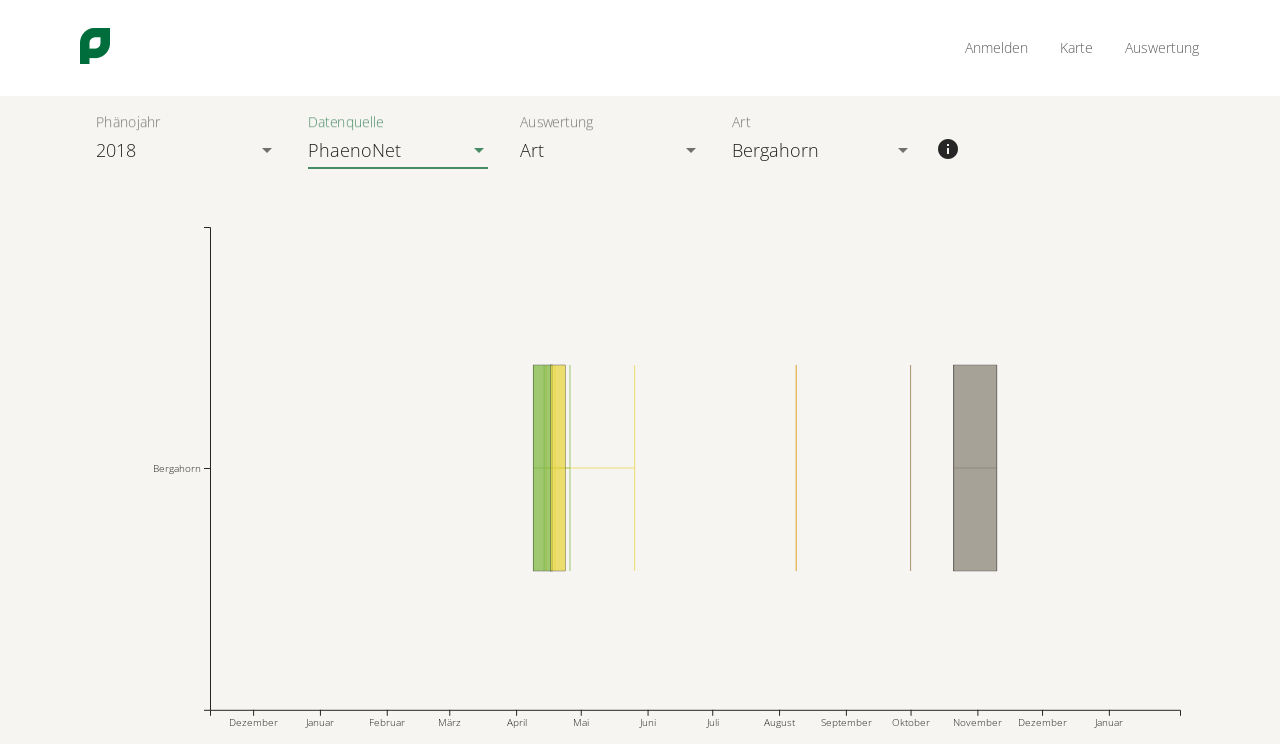 Anmelden Karte Auswertung
Phänojahr Datenquelle Auswertung Art
2018 PhaenoNet Art Bergahorn
Bergahorn
Dezember Januar Februar März April Mai Juni Juli August September Oktober November Dezember Januar